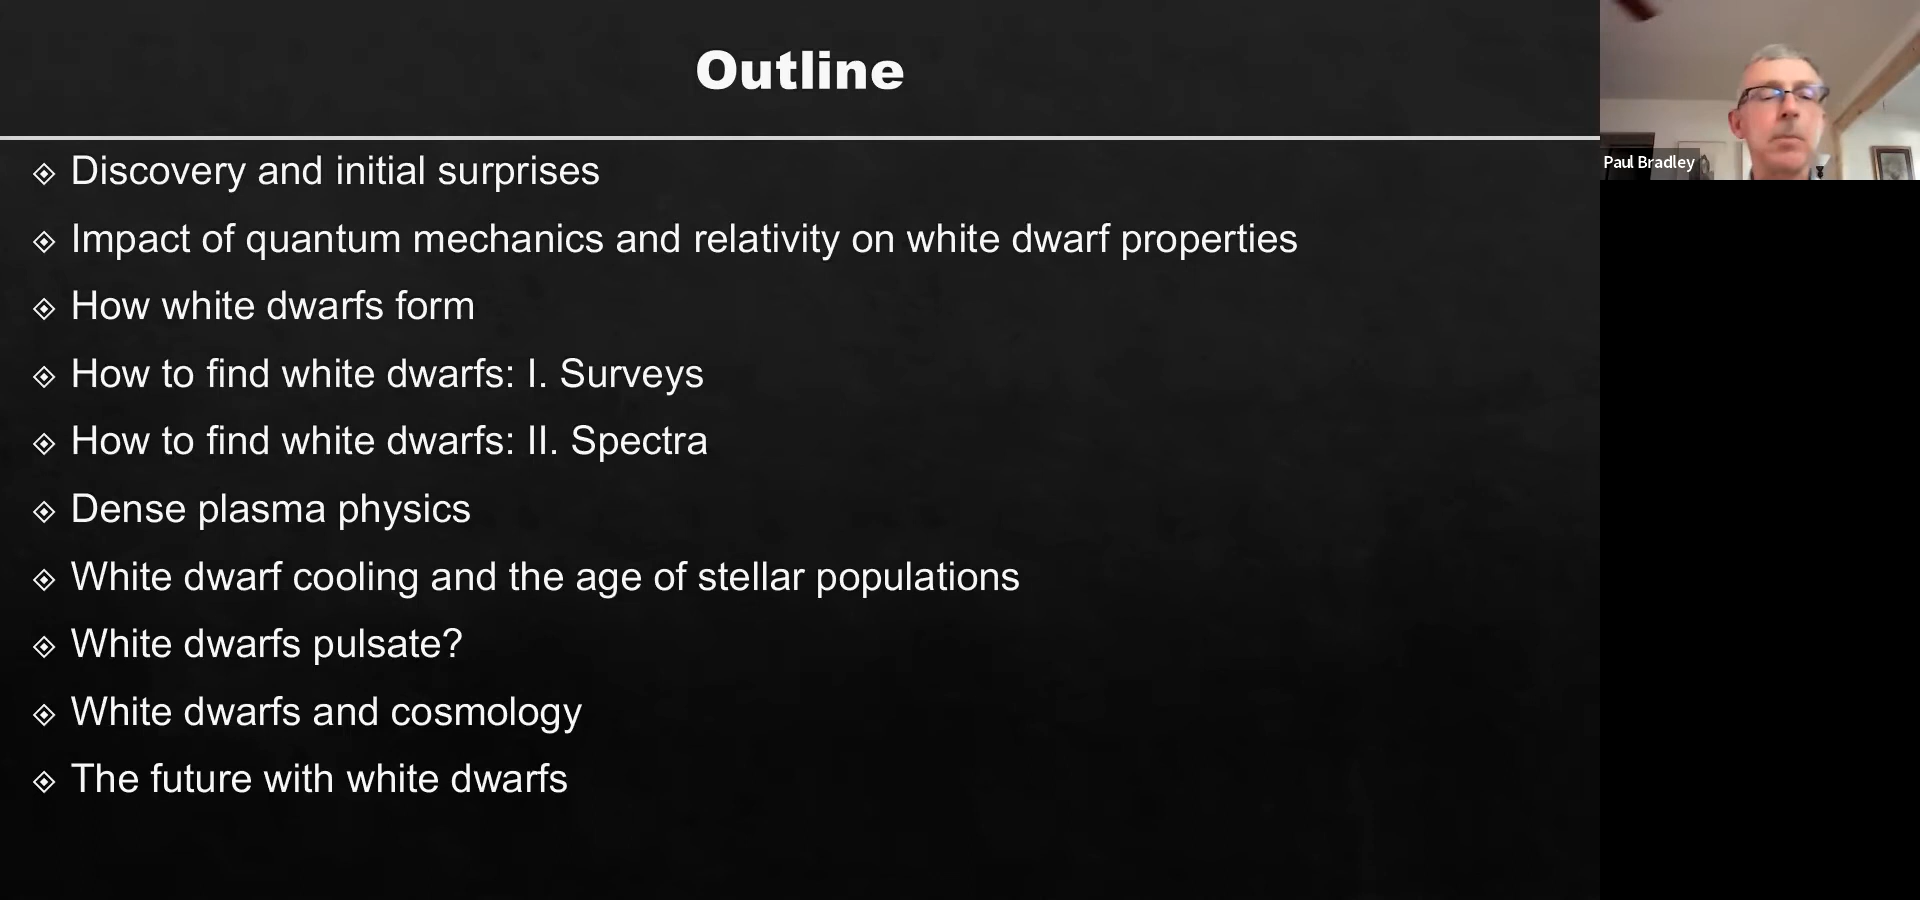 Outline
Discovery and initial surprises
Impact of quantum mechanics and relativity on white dwarf properties
How white dwarfs form
How to find white dwarfs: I. Surveys
How to find white dwarfs: II. Spectra
Dense plasma physics
White dwarf cooling and the age of stellar populations
White dwarfs pulsate?
White dwarfs and cosmology
The future with white dwarfs
Paul Bradley